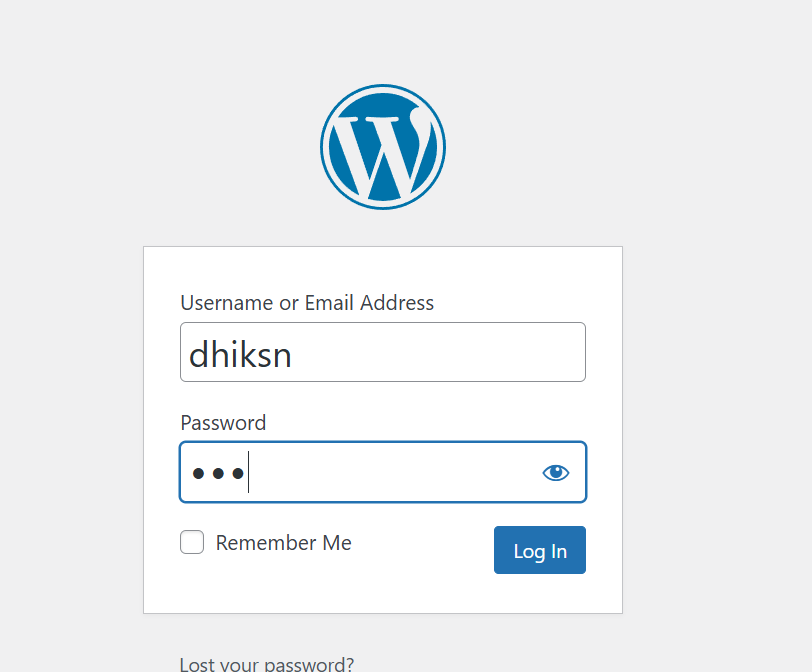 Username or Email Address
dhiksn
Password
●●●
Remember Me
Log In
Lost your password?